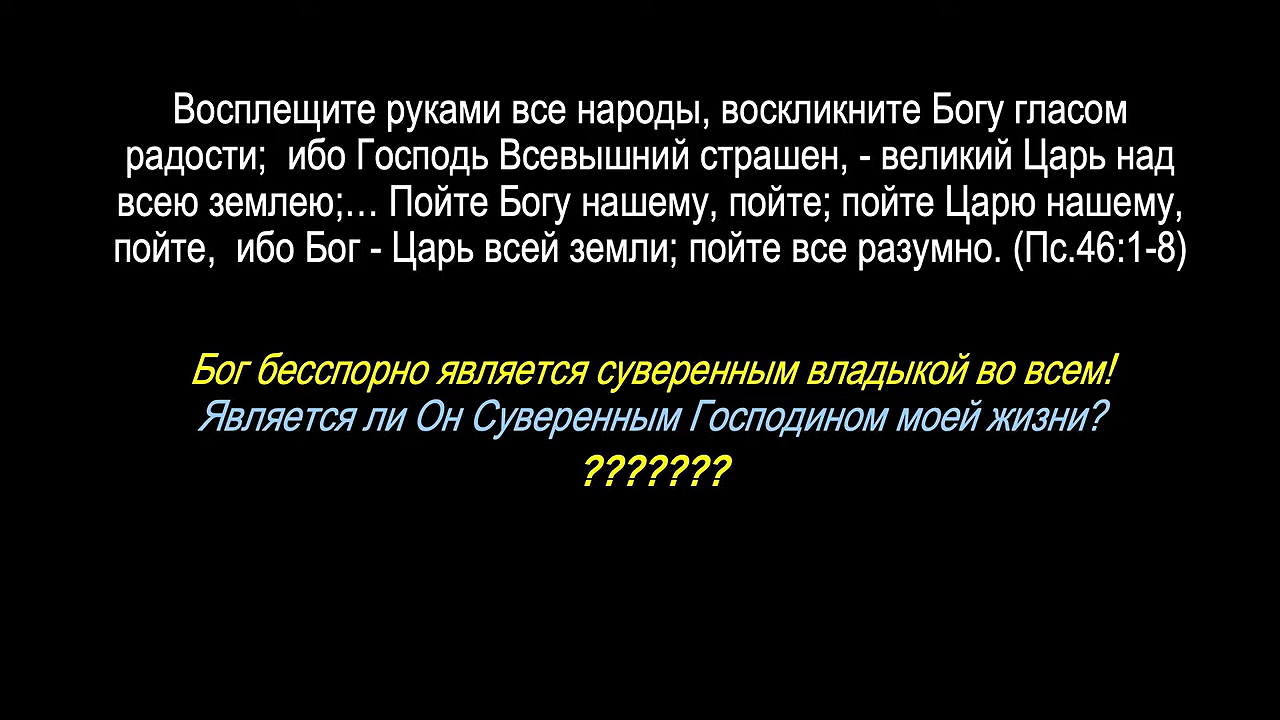 Восплещите руками все народы, воскликните Богу гласом
радости;  ибо Господь Всевышний страшен, - великий Царь над
всею землею;... Пойте Богу нашему, пойте; пойте Царю нашему,
пойте,  ибо Бог - Царь всей земли; пойте все разумно. (Пс.46:1-8)
Бог бесспорно является суверенным владыкой во всем!
Является ли Он Суверенным Господином моей жизни?
???????